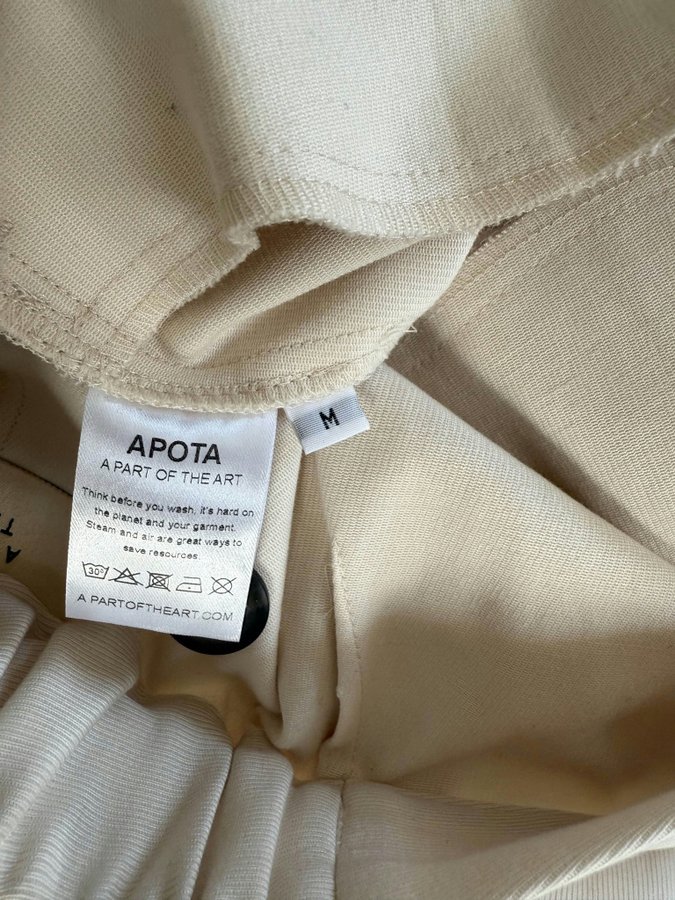 M
APOTA
A PART OF THE ART
Think before you wash, it's hard on
the planet and your garment.
Steam and air are great ways to
save resources
30°
A PARTOFTHEART.COM
A
T